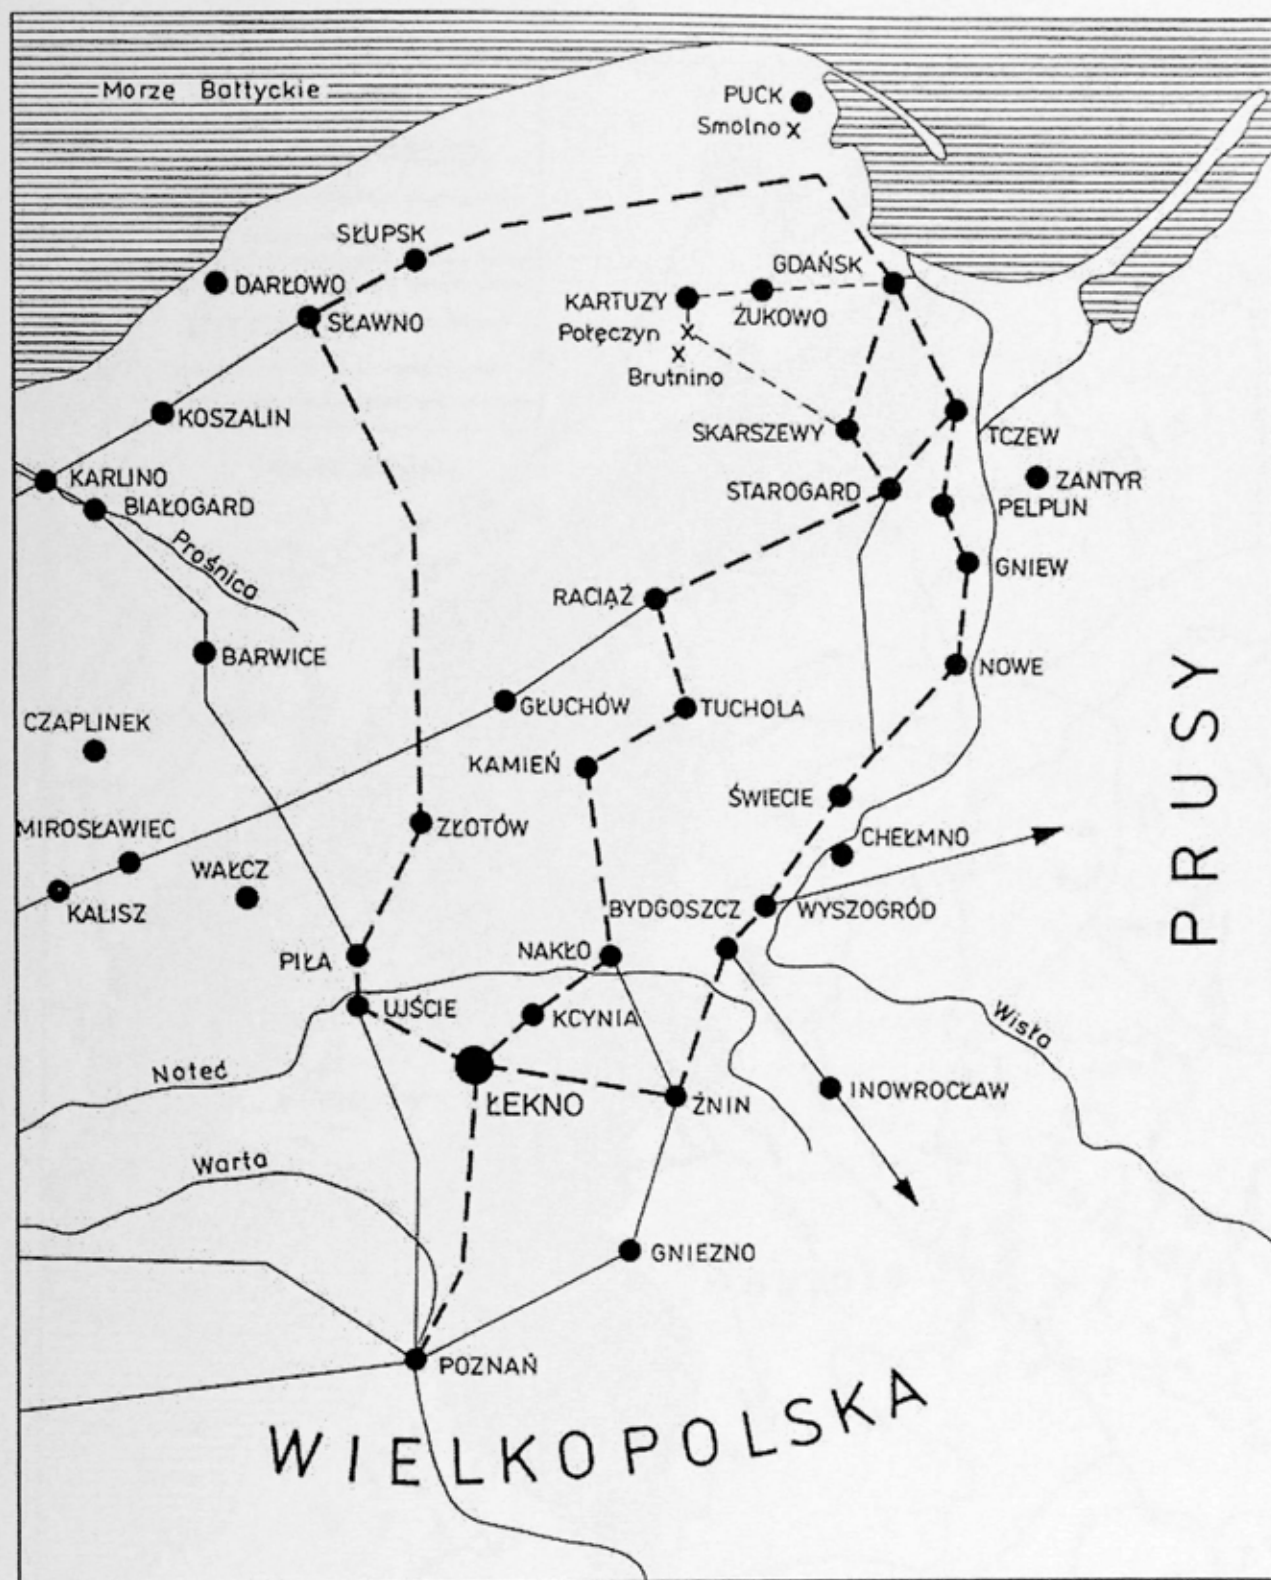 Morze Bałtyckie
PUCK
Smolno
SŁUPSK
GDAŃSK
DARŁOWO
KARTUZY
ŻUKOWO
SŁAWNO
Połęczyn
Brutnino
KOSZALIN
SKARSZEWY
TCZEW
KARLINO
ZANTYR
BIAŁOGARD
STAROGARD
PELPLIN
Prośnica
GNIEW
RACIĄŻ
BARWICE
NOWE
GŁUCHÓW
TUCHOLA
CZAPLINEK
KAMIEŃ
ŚWIECIE
PRUSY
MIROSŁAWIEC
ZŁOTÓW
CHEŁMNO
WAŁCZ
KALISZ
BYDGOSZCZ
WYSZOGRÓD
PIŁA
NAKŁO
UJŚCIE
KCYNIA
Wisła
Noteć
ŁEKNO
ŻNIN
INOWROCŁAW
Warta
GNIEZNO
POZNAŃ
WIELKOPOLSKA